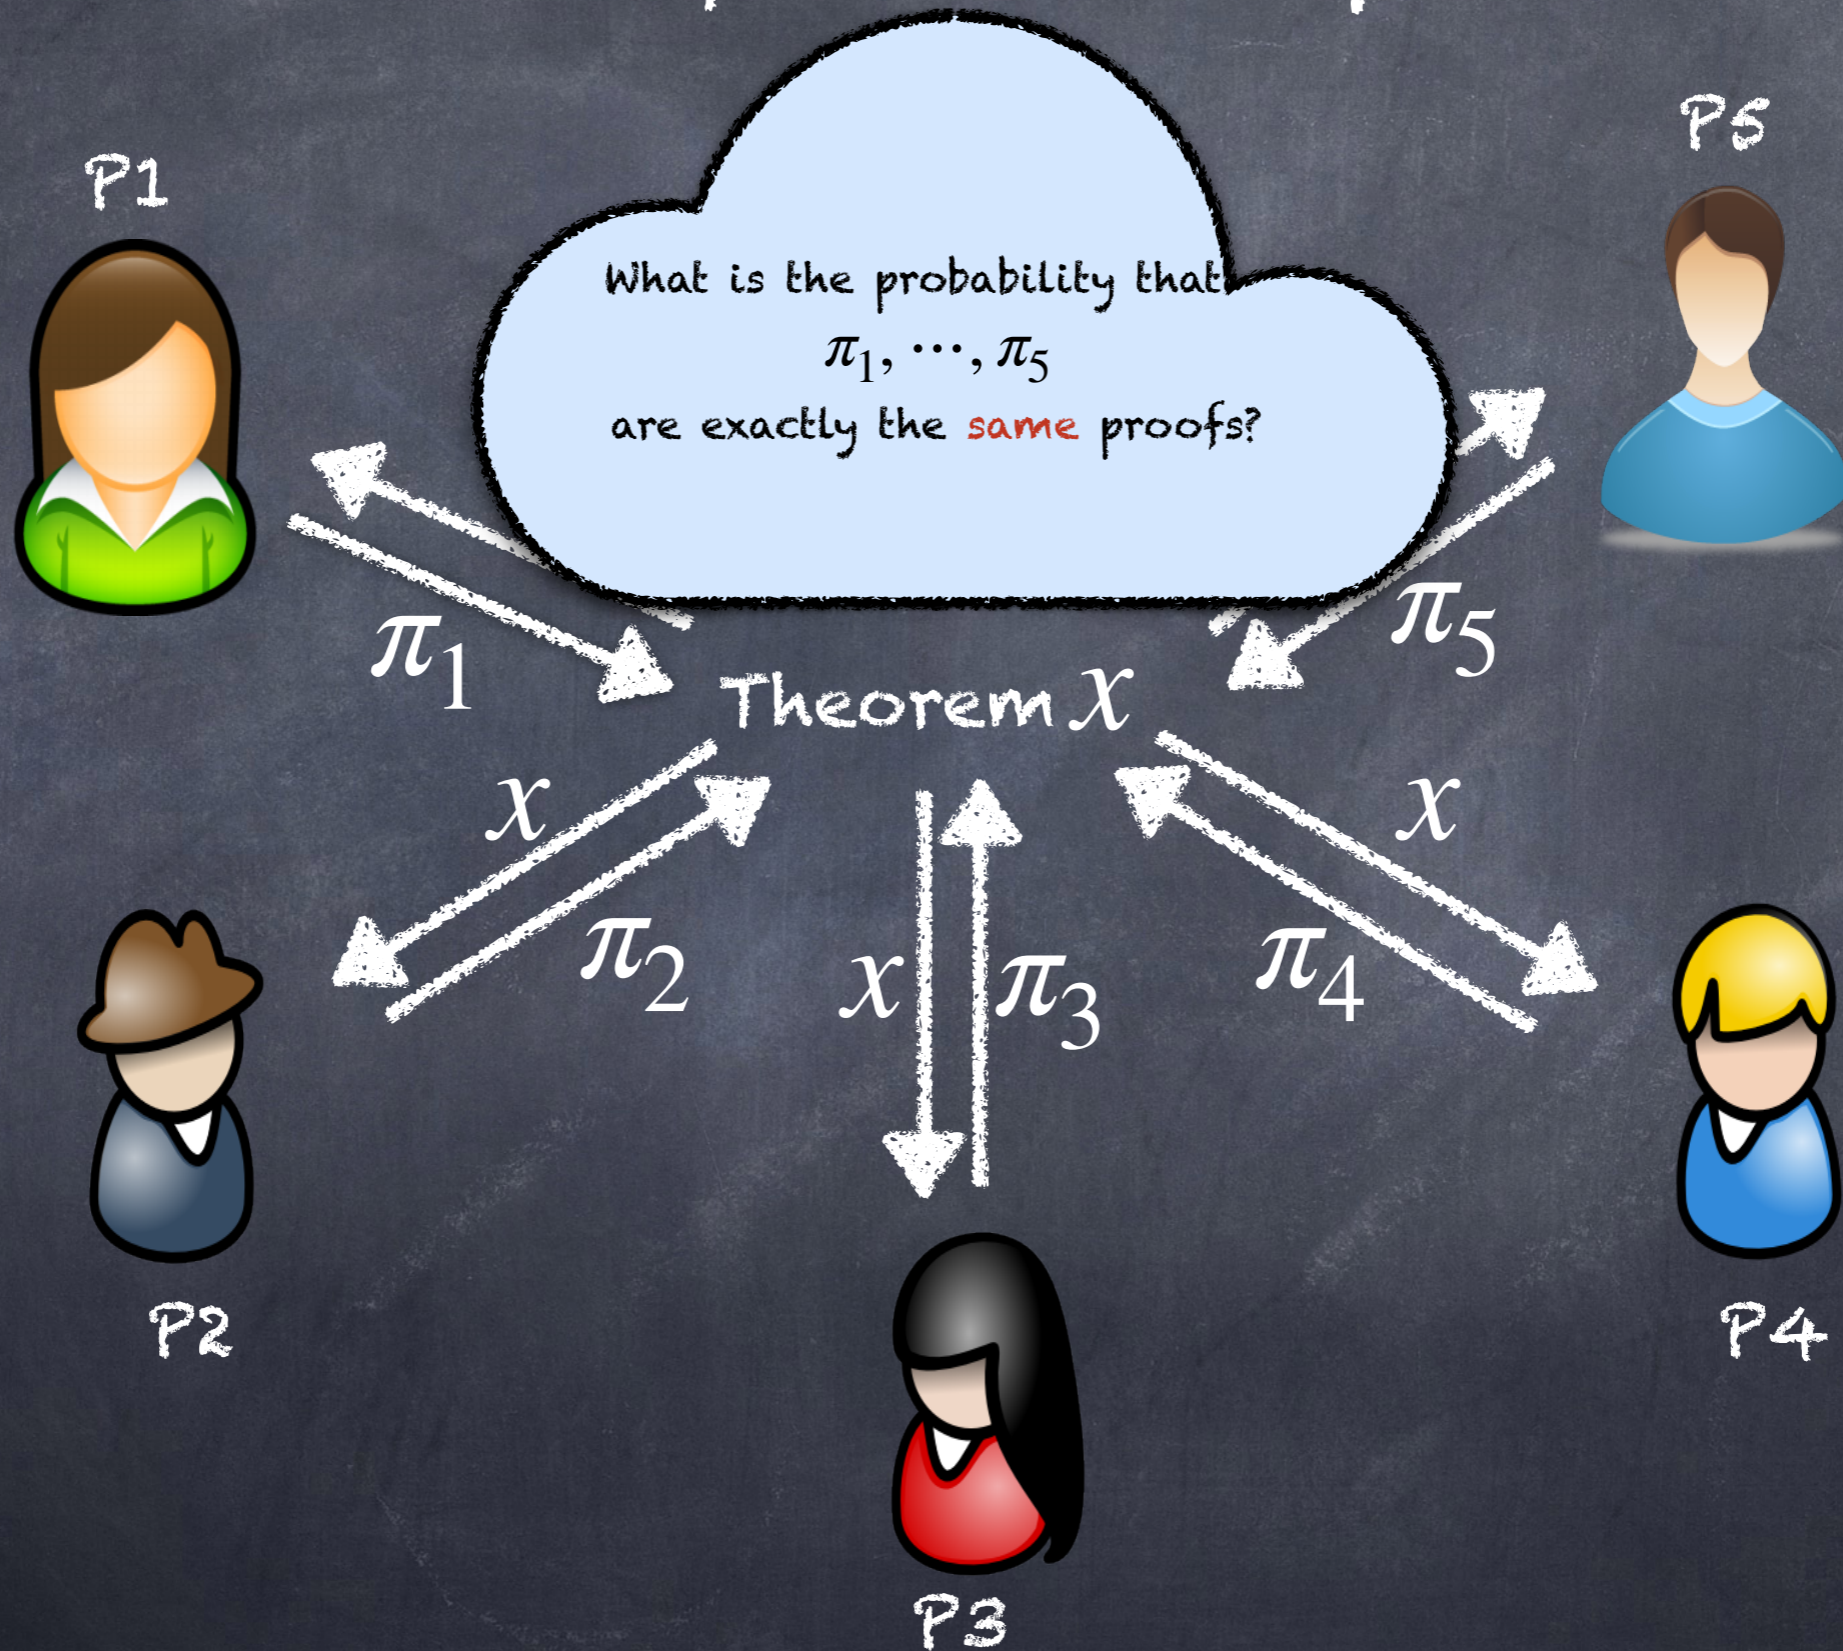 P5
P1
What is the probability that
π₁, ⋯, π₅
are exactly the same proofs?
π₁
π₅
Theorem x
x
x
π₂
x
π₃
π₄
P2
P4
P3